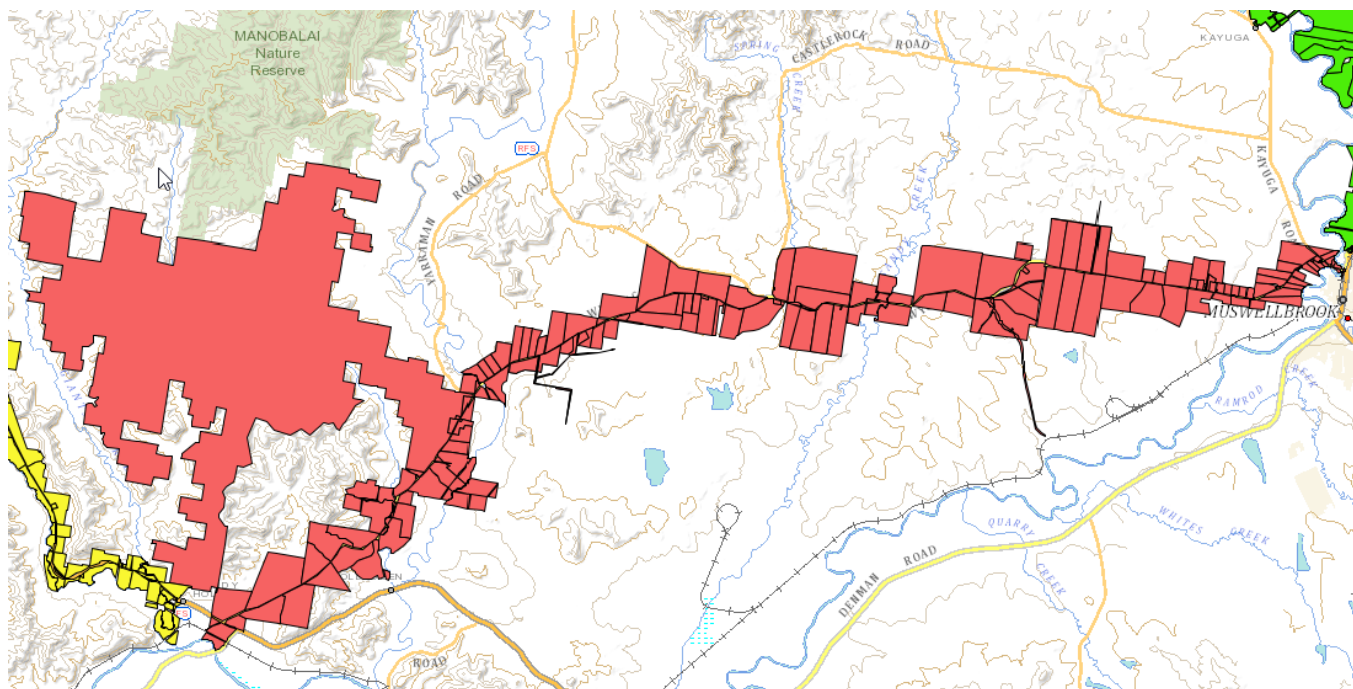 MANOBALAI
Nature
Reserve
KAYUGA
SPRING
CREEK
CASTLEROCK
ROAD
RFS
YARRAMAN
ROAD
KAYUGA
CREEK
MUSWELLBROOK
RAMROD
CREEK
QUARRY
CREEK
WHITES CREEK
DENMAN
ROAD
ROAD